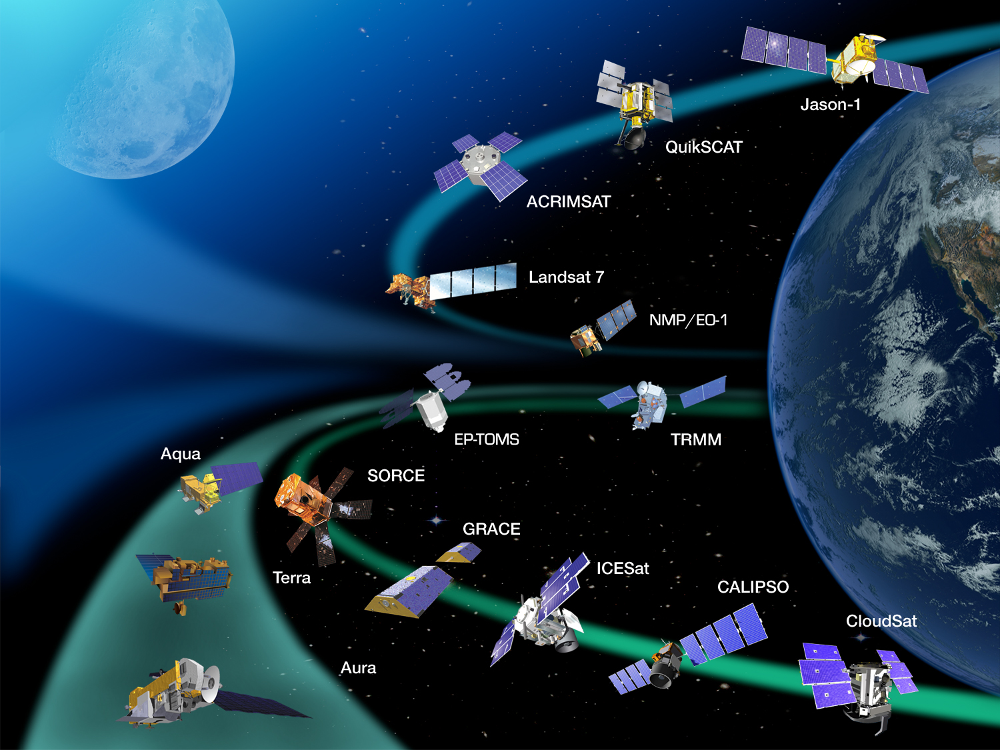 Jason-1
QuikSCAT
ACRIMSAT
Landsat 7
NMP/EO-1
EP-TOMS
TRMM
Aqua
SORCE
GRACE
Terra
ICESat
CALIPSO
CloudSat
Aura